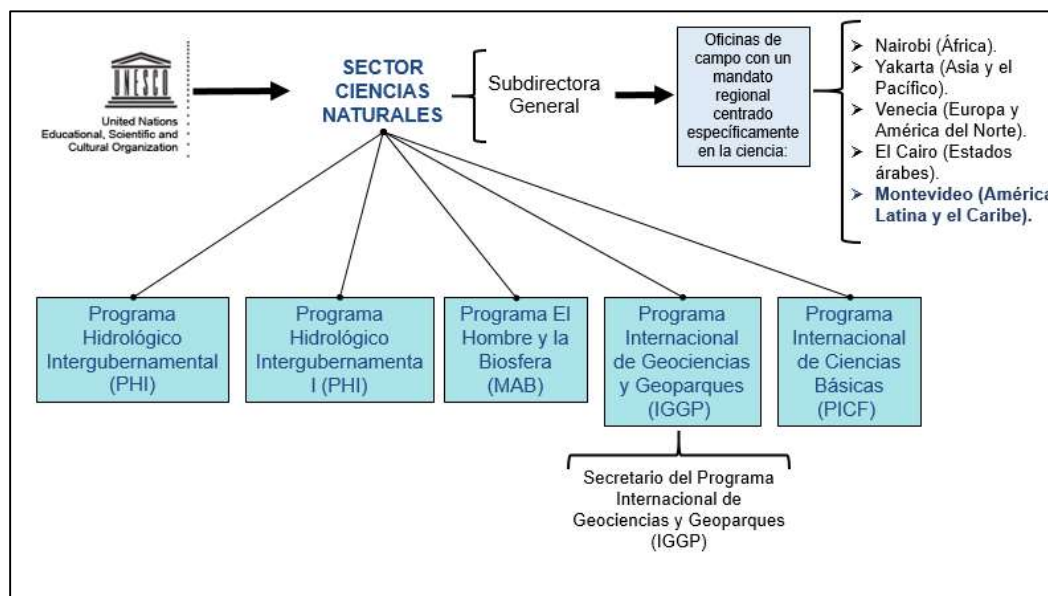 UNESCO
United Nations
Educational, Scientific and
Cultural Organization
SECTOR
CIENCIAS
NATURALES
Subdirectora
General
Oficinas de
campo con un
mandato
regional
centrado
específicamente
en la ciencia:
➤ Nairobi (África).
➤ Yakarta (Asia y el
Pacífico).
➤ Venecia (Europa y
América del Norte).
➤ El Cairo (Estados
árabes).
➤ Montevideo (América
Latina y el Caribe).
Programa
Hidrológico
Intergubernamental
(PHI)
Programa
Hidrológico
Intergubernamenta
l (PHI)
Programa El
Hombre y la
Biosfera
(MAB)
Programa
Internacional
de Geociencias
y Geoparques
(IGGP)
Programa
Internacional
de Ciencias
Básicas
(PICF)
Secretario del Programa
Internacional de
Geociencias y Geoparques
(IGGP)